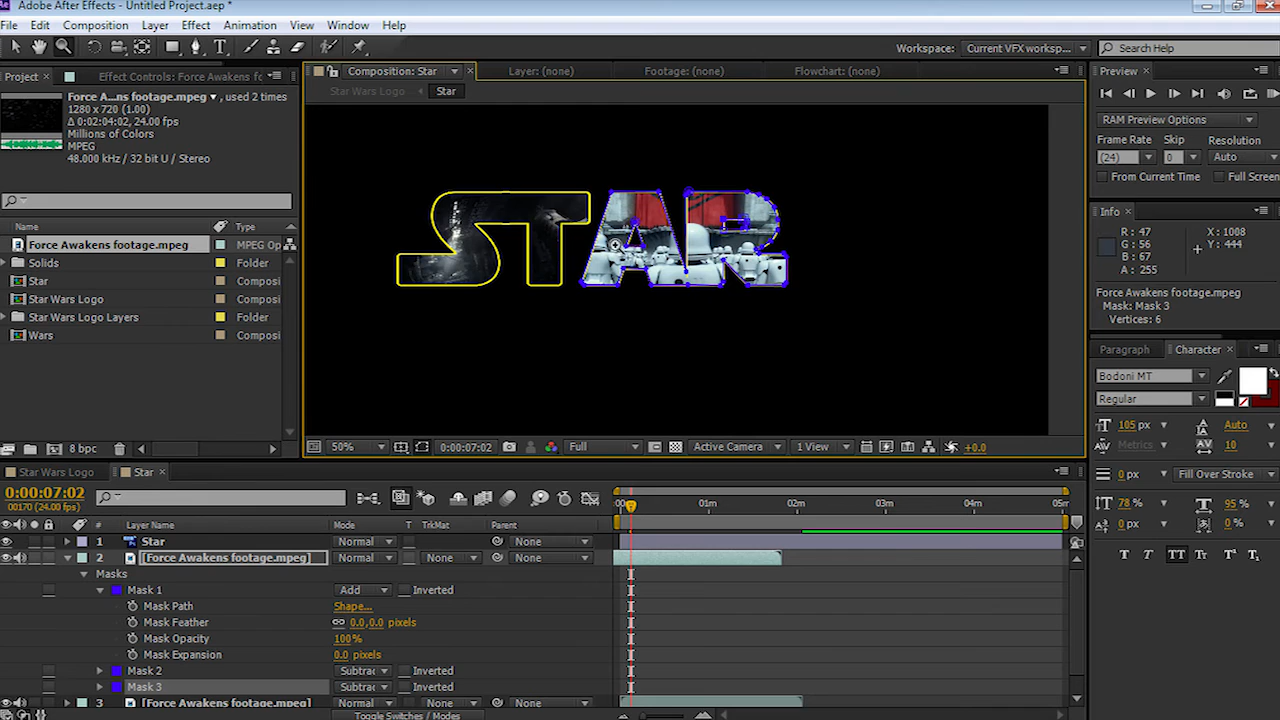 Adobe After Effects - Untitled Project.aep *
File Edit Composition Layer Effect Animation View Window Help
T Workspace: Current VFX worksp... Search Help
Project × Effect Controls: Force Awakens fo
Force A...ns footage.mpeg ▾, used 2 times
1280 x 720 (1.00)
Δ 0:02:04:02, 24.00 fps
Millions of Colors
MPEG
48.000 kHz / 32 bit U / Stereo
Name Type
Force Awakens footage.mpeg MPEG Op
Solids Folder
Star Composi
Star Wars Logo Composi
Star Wars Logo Layers Folder
Wars Composi
8 bpc
Composition: Star × Layer: (none) Footage: (none) Flowchart: (none)
Star Wars Logo Star
STAR
50% 0:00:07:02 Full Active Camera 1 View +0.0
Preview ×
RAM Preview Options
Frame Rate Skip Resolution
(24) 0 Auto
From Current Time Full Screen
Info ×
R: 47 X: 1008
G: 56 Y: 444
B: 67
A: 255
Force Awakens footage.mpeg
Mask: Mask 3
Vertices: 6
Paragraph Character ×
Bodoni MT
Regular
105 px Auto
Metrics 10
0 px Fill Over Stroke
78 % 95 %
0 px 0 %
T T TT Tr T¹ T₁
Star Wars Logo Star ×
0:00:07:02
00170 (24.00 fps)
01m 02m 03m 04m 05m
# Layer Name Mode T TrkMat Parent
1 Star Normal None
2 [Force Awakens footage.mpeg] Normal None None
Masks
Mask 1 Add Inverted
Mask Path Shape...
Mask Feather 0.0,0.0 pixels
Mask Opacity 100%
Mask Expansion 0.0 pixels
Mask 2 Subtrac Inverted
Mask 3 Subtrac Inverted
3 [Force Awakens footage.mpeg] Normal None None
Toggle Switches / Modes